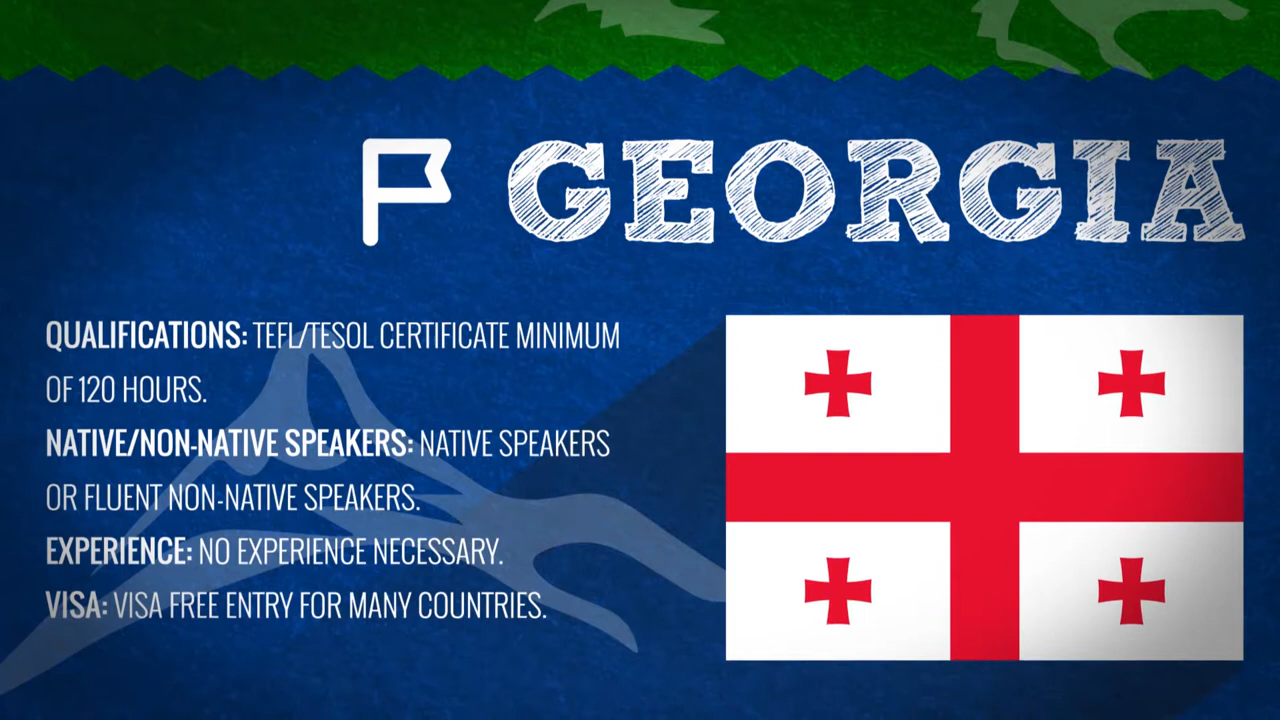 GEORGIA
QUALIFICATIONS: TEFL/TESOL CERTIFICATE MINIMUM
OF 120 HOURS.
NATIVE/NON-NATIVE SPEAKERS: NATIVE SPEAKERS
OR FLUENT NON-NATIVE SPEAKERS.
EXPERIENCE: NO EXPERIENCE NECESSARY.
VISA: VISA FREE ENTRY FOR MANY COUNTRIES.